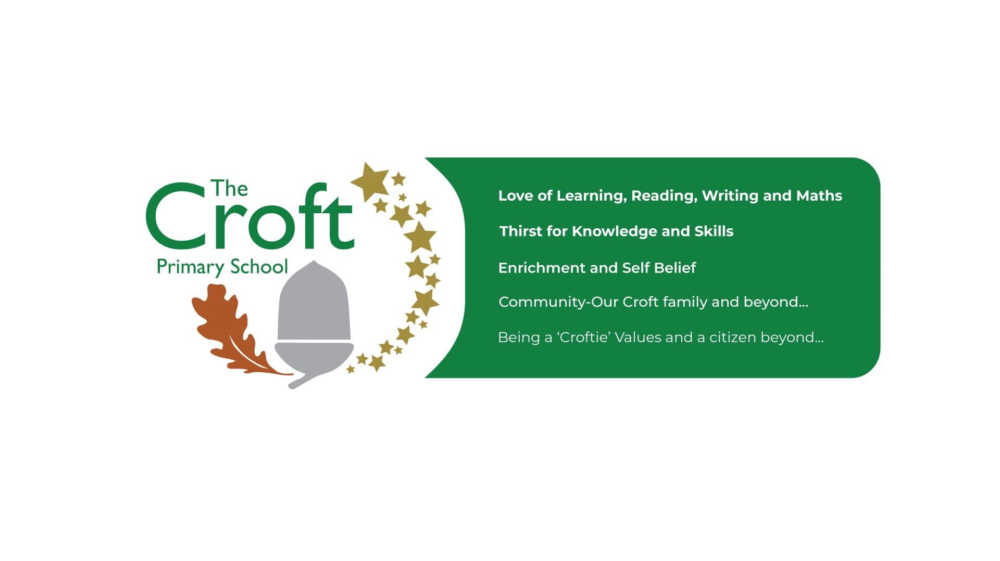 The
Croft
Primary School
Love of Learning, Reading, Writing and Maths
Thirst for Knowledge and Skills
Enrichment and Self Belief
Community-Our Croft family and beyond...
Being a ‘Croftie’ Values and a citizen beyond...